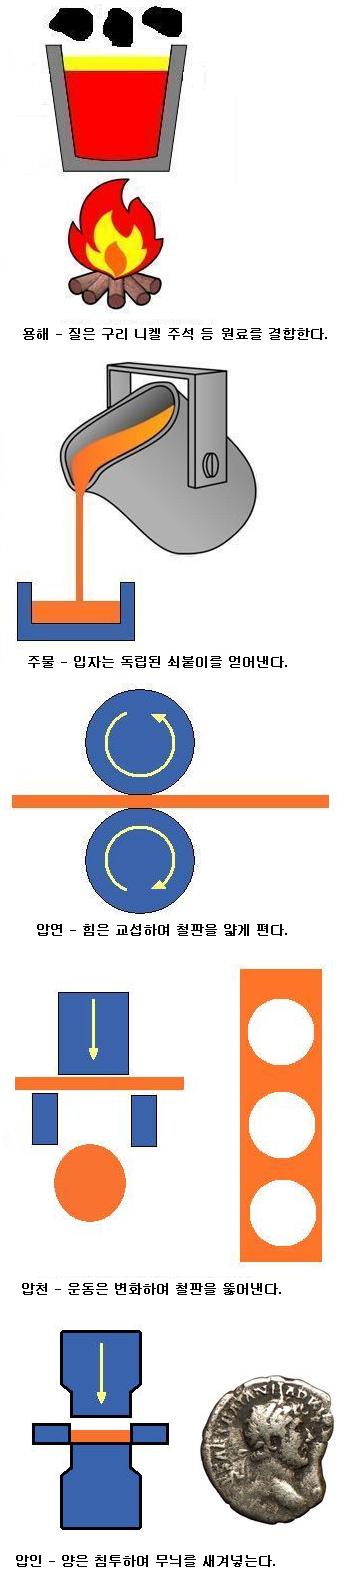 용해 - 질은 구리 니켈 주석 등 원료를 결합한다.
주물 - 입자는 독립된 쇠붙이를 얻어낸다.
압연 - 힘은 교섭하며 철판을 얇게 편다.
압천 - 운동은 변화하며 철판을 뚫어낸다.
압인 - 양은 침투하며 무늬를 새겨넣는다.